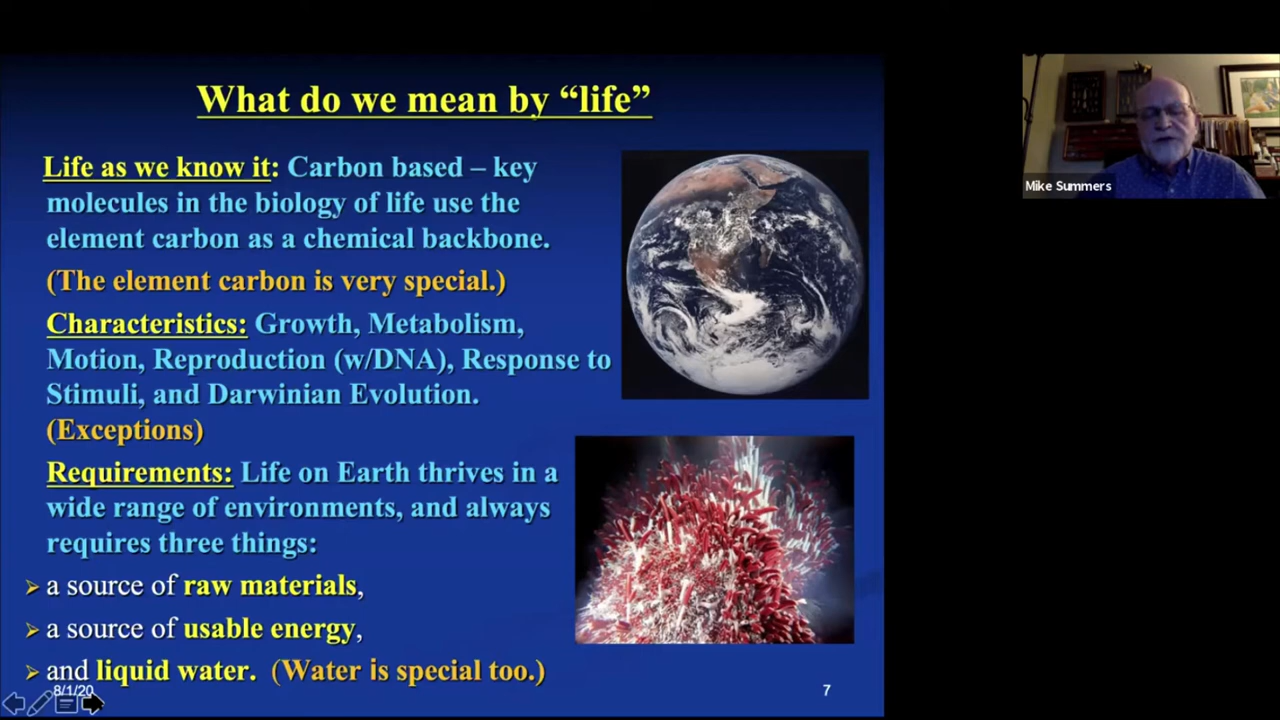 What do we mean by “life”
Life as we know it: Carbon based – key
molecules in the biology of life use the
element carbon as a chemical backbone.
(The element carbon is very special.)
Characteristics: Growth, Metabolism,
Motion, Reproduction (w/DNA), Response to
Stimuli, and Darwinian Evolution.
(Exceptions)
Requirements: Life on Earth thrives in a
wide range of environments, and always
requires three things:
➢ a source of raw materials,
➢ a source of usable energy,
➢ and liquid water. (Water is special too.)
8/1/20
7
Mike Summers